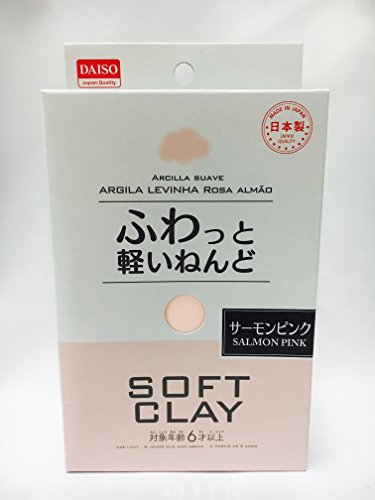 DAISO
Japan Quality
MADE IN JAPAN
日本製
JAPAN QUALITY
ARCILLA SUAVE
ARGILA LEVINHA ROSA ALMÃO
ふわっと
軽いねんど
サーモンピンク
SALMON PINK
SOFT
CLAY
対象年齢6才以上